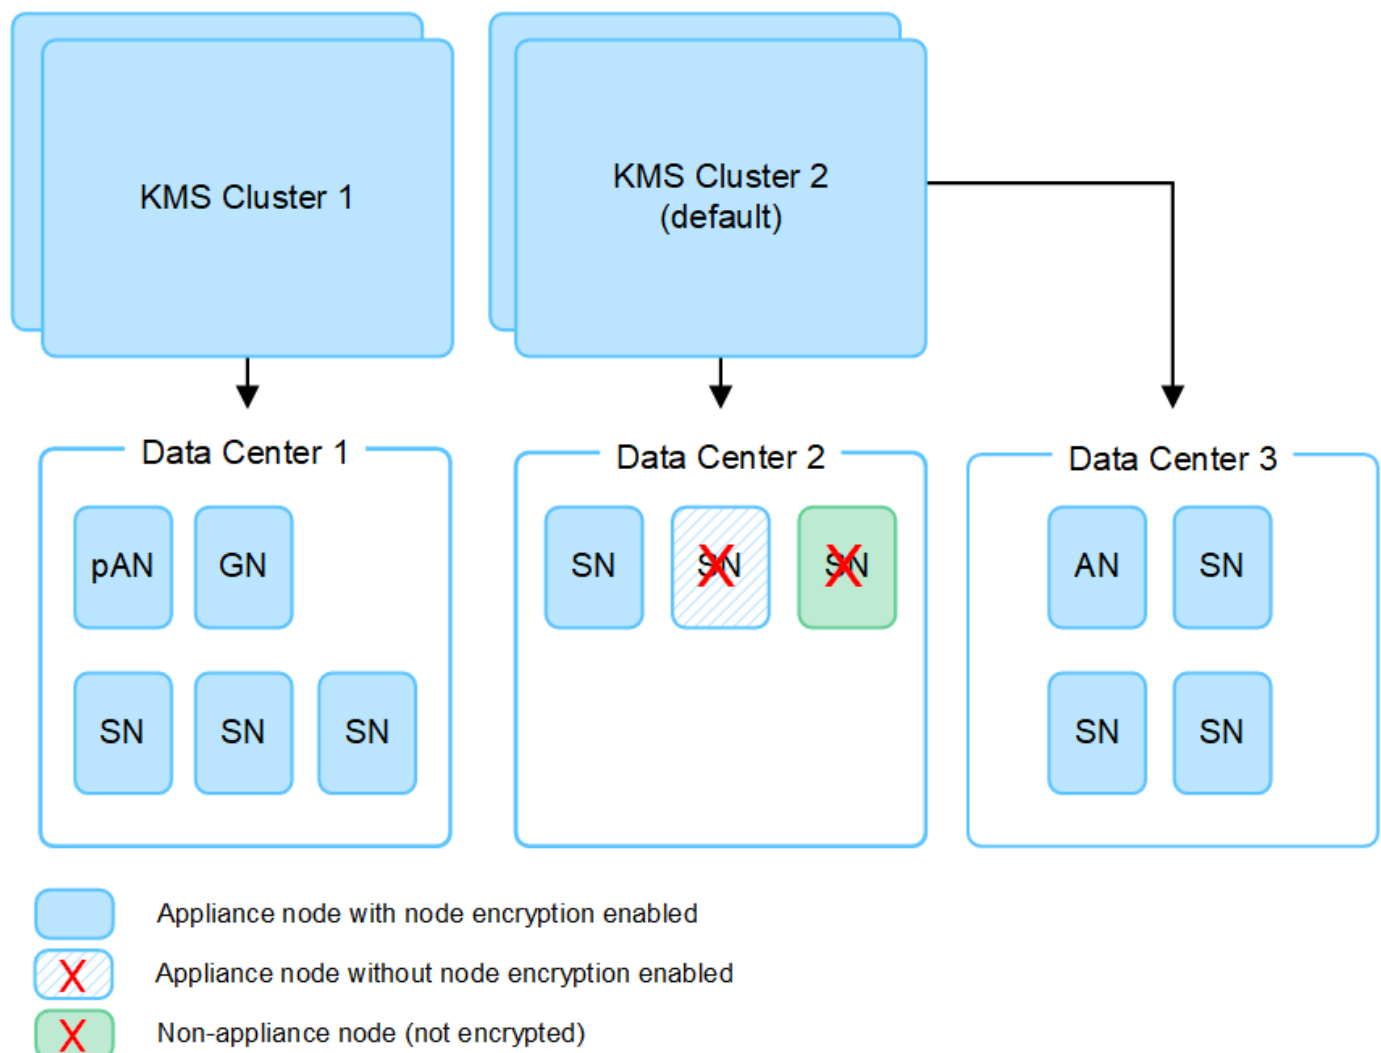 KMS Cluster 1
KMS Cluster 2
(default)
Data Center 1
Data Center 2
Data Center 3
pAN
GN
SN
SN
SN
SN
SN
SN
AN
SN
SN
SN
Appliance node with node encryption enabled
X
Appliance node without node encryption enabled
X
Non-appliance node (not encrypted)